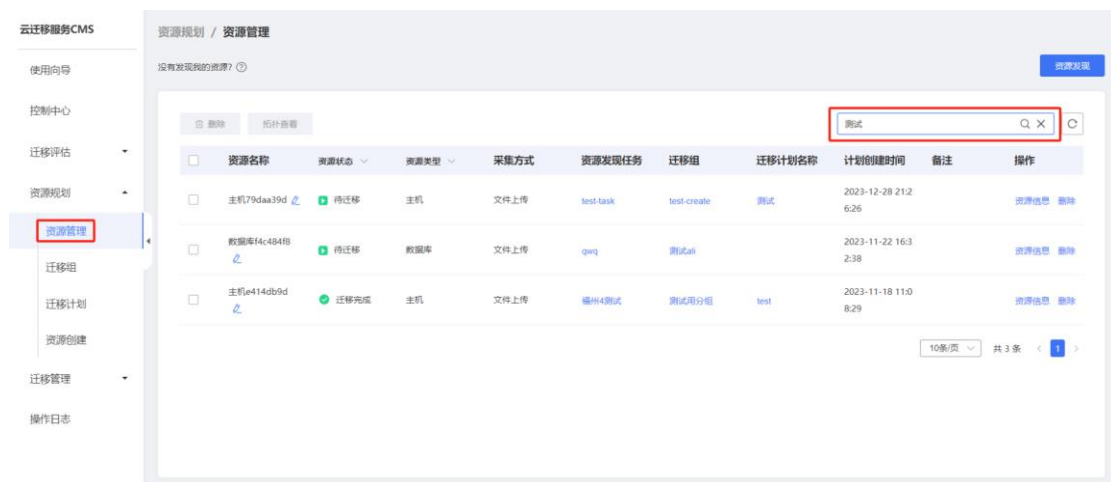 云迁移服务CMS
资源规划 / 资源管理
使用向导
没有发现我的资源?
资源发现
控制中心
删除
拓扑查看
测试
迁移评估
资源名称 资源状态 资源类型 采集方式 资源发现任务 迁移组 迁移计划名称 计划创建时间 备注 操作
资源规划
主机79daa39d 待迁移 主机 文件上传 test-task test-create 测试 2023-12-28 21:2
6:26 资源信息 删除
资源管理
数据库f4c484f8 待迁移 数据库 文件上传 qwq 测试ali 2023-11-22 16:3
2:38 资源信息 删除
迁移组
主机e414db9d 迁移完成 主机 文件上传 福州4测试 测试用分组 test 2023-11-18 11:0
8:29 资源信息 删除
迁移计划
资源创建
10条/页 共 3 条 1
迁移管理
操作日志